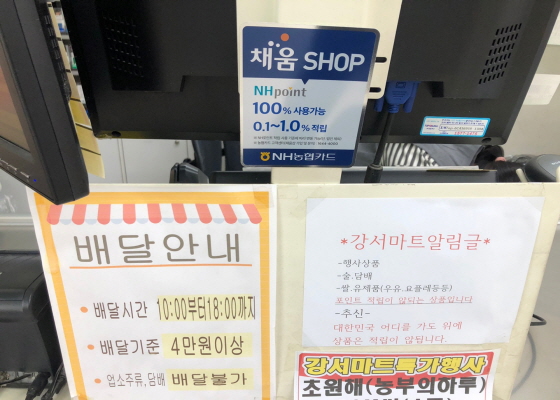 채움 SHOP
NHpoint
100% 사용가능
0.1~1.0% 적립
NH농협카드
배달안내
· 배달시간 10:00부터18:00까지
· 배달기준 4만원이상
· 업소주류, 담배 배달불가
*강서마트알림글*
-행사상품
-술.담배
-쌀.유제품(우유.요플레등등)
포인트 적립이 않되는 상품입니다
-추신-
대한민국 어디를 가도 위에
상품은 적립이 않됩니다.
강서마트특가행사
초원해(농부의하루)